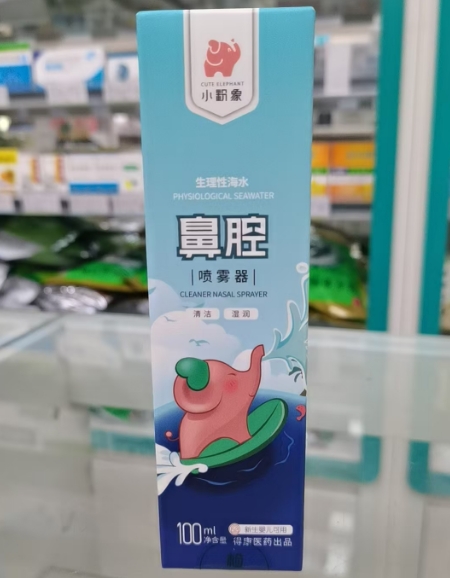 CUTE ELEPHANT
小歀象
生理性海水
PHYSIOLOGICAL SEAWATER
鼻腔
喷雾器
CLEANER NASAL SPRAYER
清洁 湿润
100ml
净含量
新生婴儿可用
得康医药出品